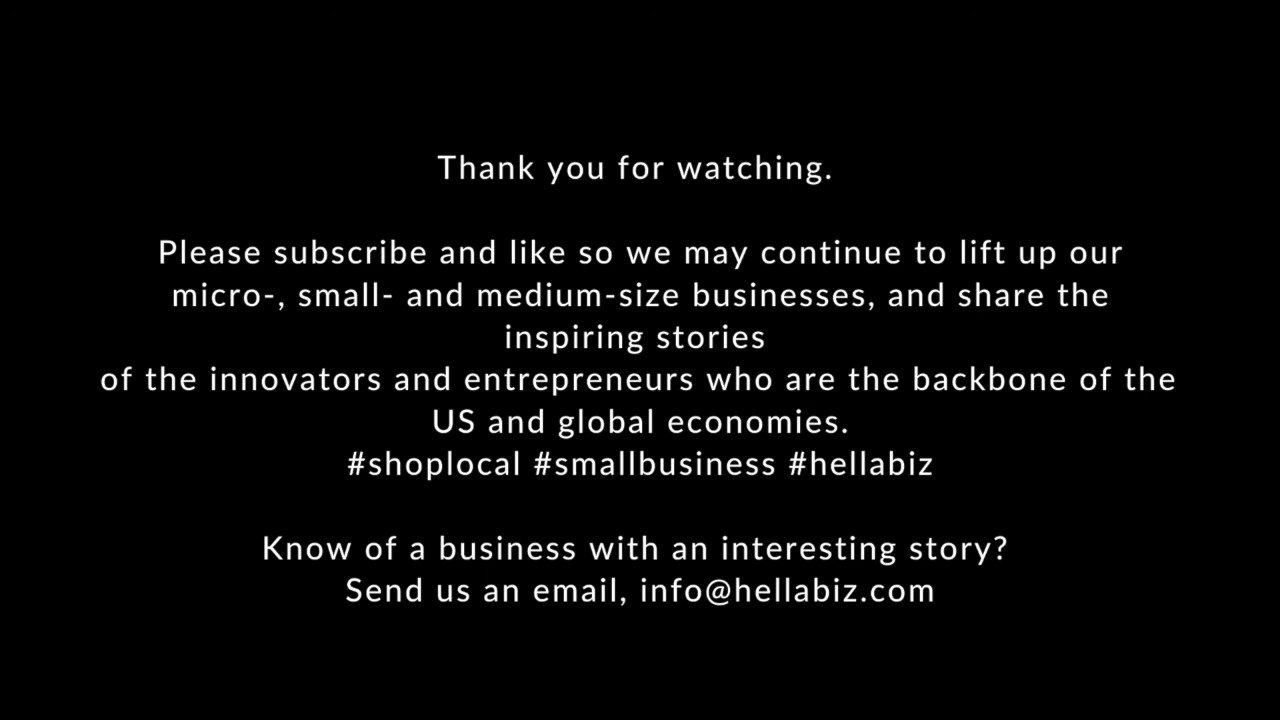 Thank you for watching.
Please subscribe and like so we may continue to lift up our
micro-, small- and medium-size businesses, and share the
inspiring stories
of the innovators and entrepreneurs who are the backbone of the
US and global economies.
#shoplocal #smallbusiness #hellabiz
Know of a business with an interesting story?
Send us an email, info@hellabiz.com